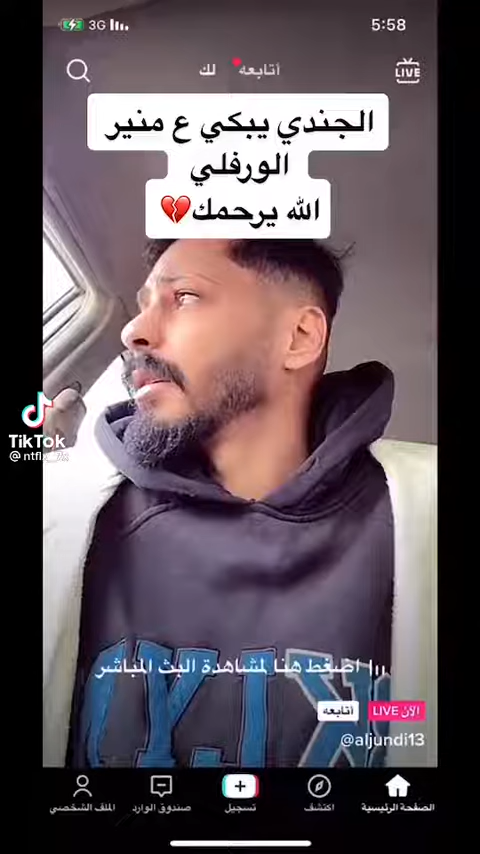 3G
5:58
LIVE
أتابعه
لك
الجندي يبكي ع منير
الورفلي
الله يرحمك💔
TikTok
اضغط هنا لمشاهدة البث المباشر
الآن LIVE
أتابعه
@aljundi13
الصفحة الرئيسية
اكتشف
تسجيل
صندوق الوارد
الملف الشخصي